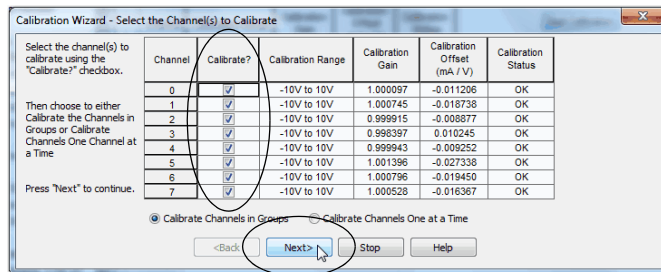 Calibration Wizard - Select the Channel(s) to Calibrate
Select the channel(s) to
calibrate using the
"Calibrate?" checkbox.
Then choose to either
Calibrate the Channels in
Groups or Calibrate
Channels One Channel at
a Time
Press "Next" to continue.
Channel Calibrate? Calibration Range Calibration Gain Calibration Offset (mA / V) Calibration Status
0 -10V to 10V 1.000097 -0.011206 OK
1 -10V to 10V 1.000745 -0.018738 OK
2 -10V to 10V 0.999915 -0.008877 OK
3 -10V to 10V 0.998397 0.010245 OK
4 -10V to 10V 0.999943 -0.009252 OK
5 -10V to 10V 1.001396 -0.027338 OK
6 -10V to 10V 1.000796 -0.019450 OK
7 -10V to 10V 1.000528 -0.016367 OK
Calibrate Channels in Groups Calibrate Channels One at a Time
<Back Next> Stop Help